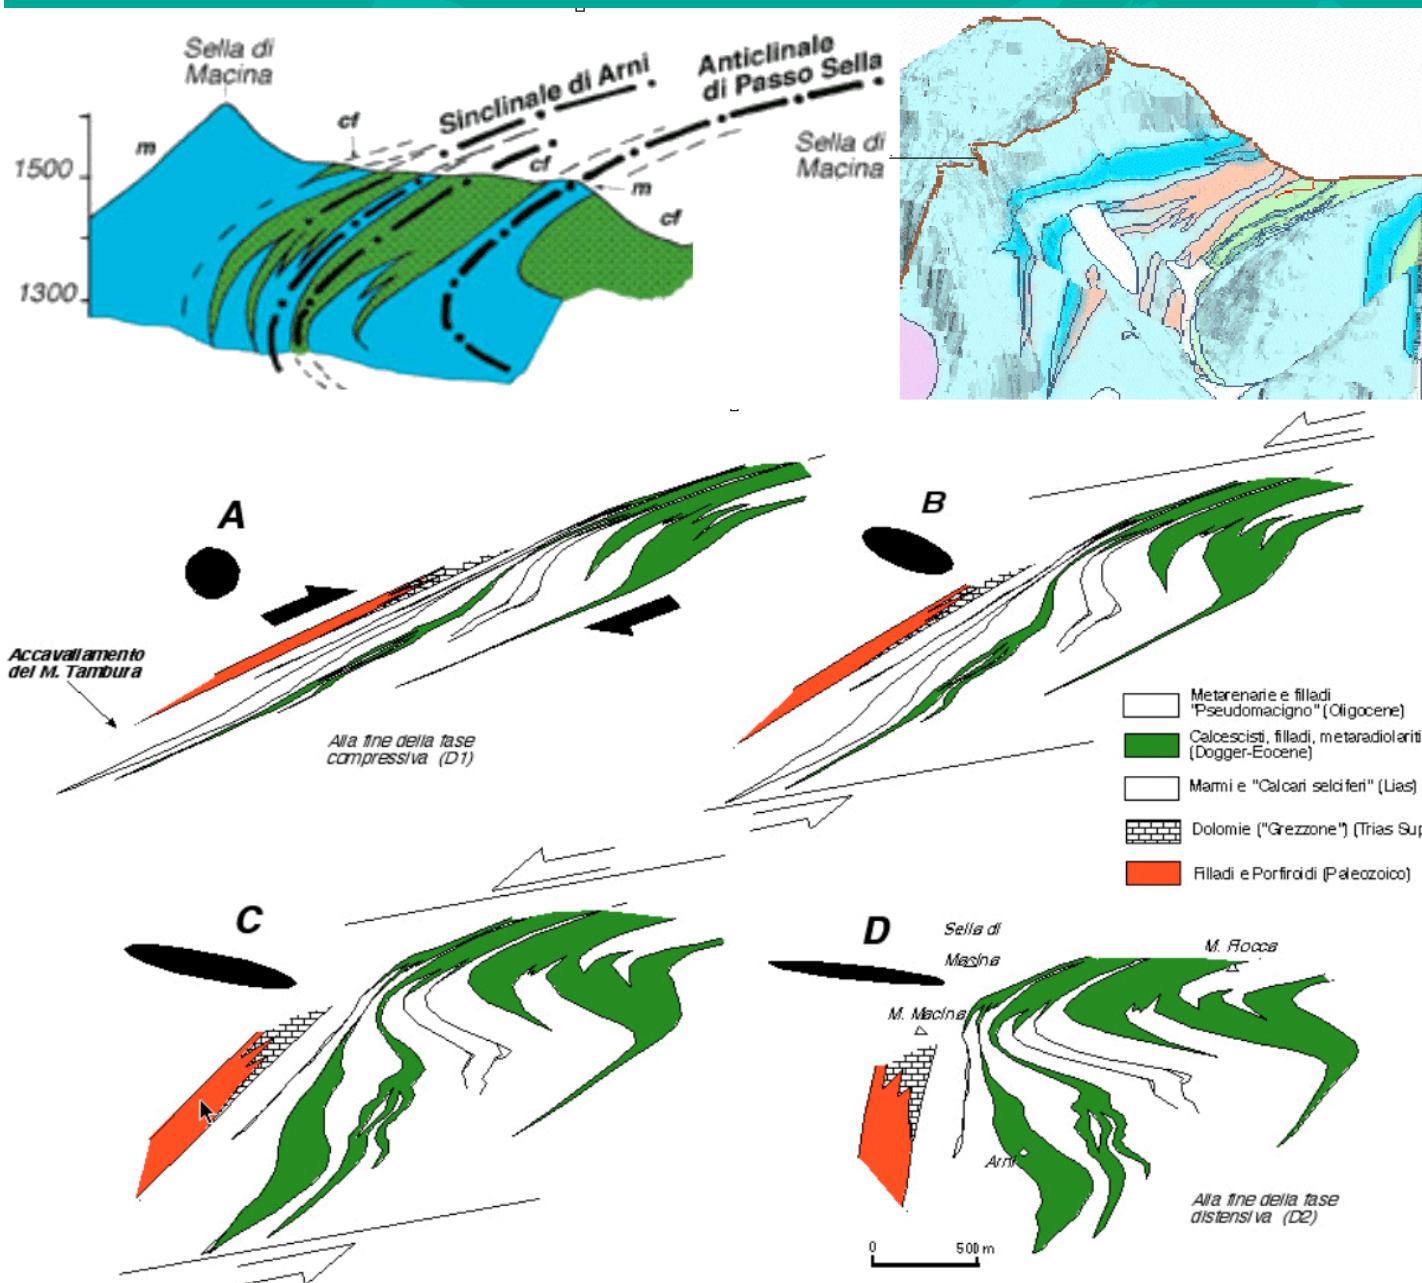 Sella di
Macina
Sinclinale di Arni
Anticlinale
di Passo Sella
cf
m
1500
cf
m
cf
1300
Sella di
Macina
A
B
Accavallamento
del M. Tambura
Alla fine della fase
compressiva (D1)
Metarenarie e filladi
"Pseudomacigno" (Oligocene)
Calcescisti, filladi, metaradiolariti
(Dogger-Eocene)
Marmi e "Calcari selciferi" (Lias)
Dolomie ("Grezzone") (Trias Sup
Filladi e Porfiroidi (Paleozoico)
C
D
Sella di
Macina
M. Fiocca
M. Macina
Arni
Alla fine della fase
distensiva (D2)
0 500 m